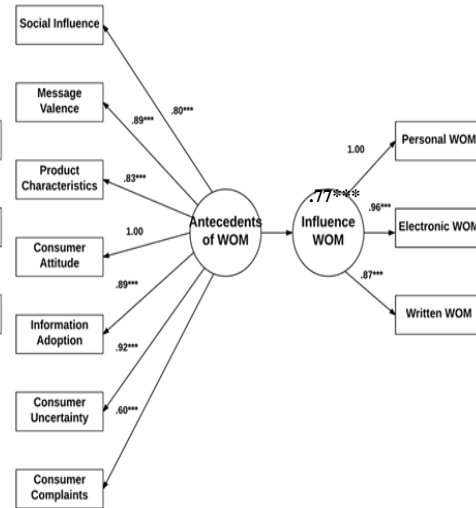 Social Influence
.80***
Message
Valence
.89***
1.00
Personal WOM
Product
Characteristics
.83***
.77***
.96***
Antecedents
of WOM
Influence
WOM
Electronic WOM
1.00
Consumer
Attitude
.89***
.87***
Information
Adoption
Written WOM
.92***
Consumer
Uncertainty
.60***
Consumer
Complaints